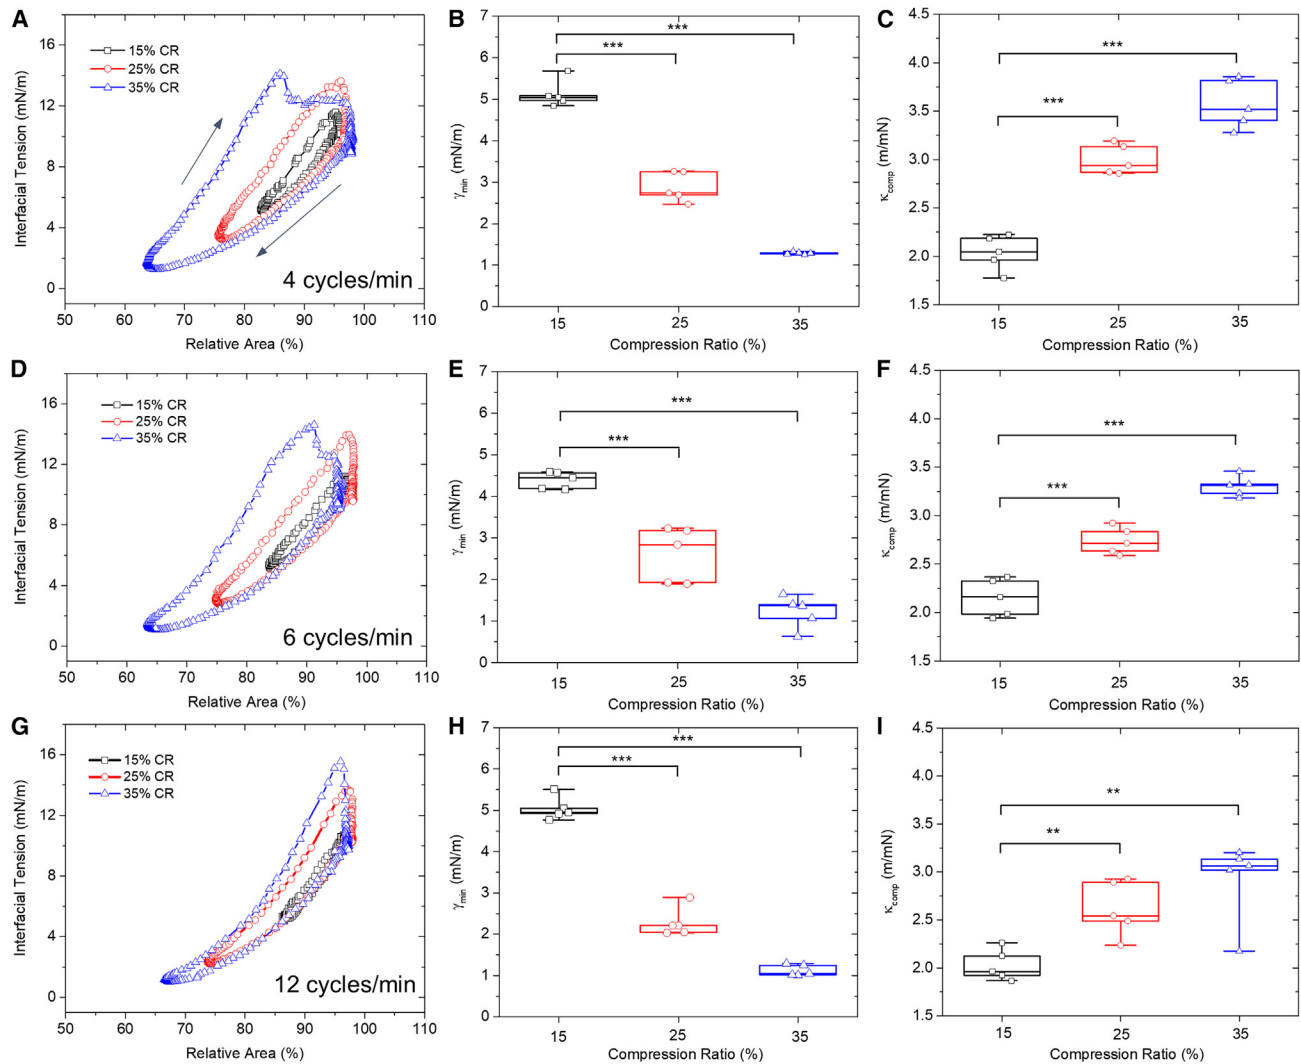 A
Interfacial Tension (mN/m)
16
12
8
4
0
15% CR
25% CR
35% CR
4 cycles/min
50 60 70 80 90 100 110
Relative Area (%)
B
γmin (mN/m)
7
6
5
4
3
2
1
0
***
***
15 25 35
Compression Ratio (%)
C
κcomp (m/mN)
4.5
4.0
3.5
3.0
2.5
2.0
1.5
***
***
15 25 35
Compression Ratio (%)
D
Interfacial Tension (mN/m)
16
12
8
4
0
15% CR
25% CR
35% CR
6 cycles/min
50 60 70 80 90 100 110
Relative Area (%)
E
γmin (mN/m)
7
6
5
4
3
2
1
0
***
***
15 25 35
Compression Ratio (%)
F
κcomp (m/mN)
4.5
4.0
3.5
3.0
2.5
2.0
1.5
***
***
15 25 35
Compression Ratio (%)
G
Interfacial Tension (mN/m)
16
12
8
4
0
15% CR
25% CR
35% CR
12 cycles/min
50 60 70 80 90 100 110
Relative Area (%)
H
γmin (mN/m)
7
6
5
4
3
2
1
0
***
***
15 25 35
Compression Ratio (%)
I
κcomp (m/mN)
4.5
4.0
3.5
3.0
2.5
2.0
1.5
**
**
15 25 35
Compression Ratio (%)